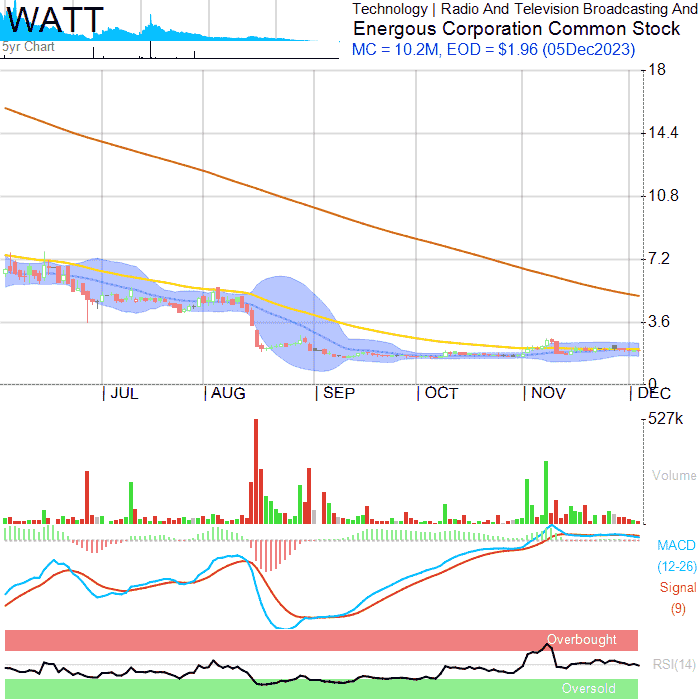 WATT
5yr Chart
Technology | Radio And Television Broadcasting And
Energous Corporation Common Stock
MC = 10.2M, EOD = $1.96 (05Dec2023)
18
14.4
10.8
7.2
3.6
0
JUL
AUG
SEP
OCT
NOV
DEC
527k
Volume
MACD
(12-26)
Signal
(9)
Overbought
RSI(14)
Oversold